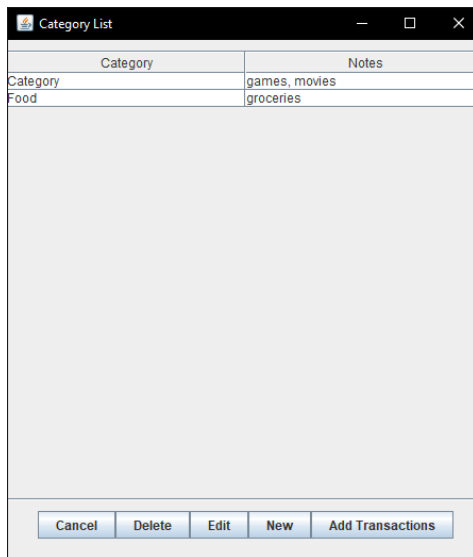 Category List
Category Notes
Category games, movies
Food groceries
Cancel Delete Edit New Add Transactions